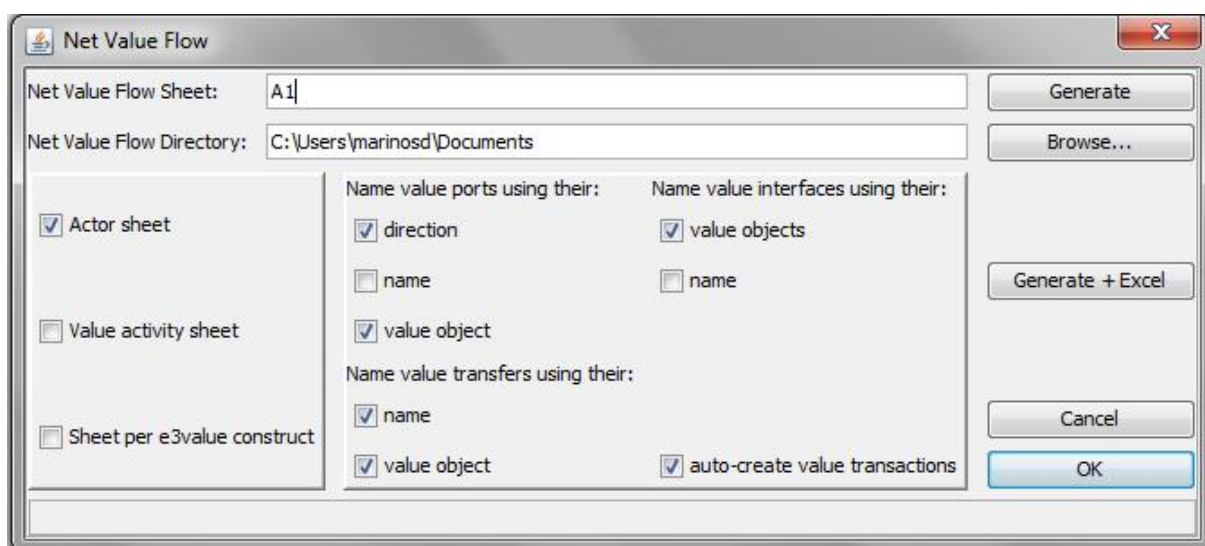 Net Value Flow
Net Value Flow Sheet: A1 Generate
Net Value Flow Directory: C:\Users\marinosd\Documents Browse...
Name value ports using their: Name value interfaces using their:
Actor sheet direction value objects
name name Generate + Excel
Value activity sheet value object
Name value transfers using their:
name Cancel
Sheet per e3value construct
value object auto-create value transactions OK